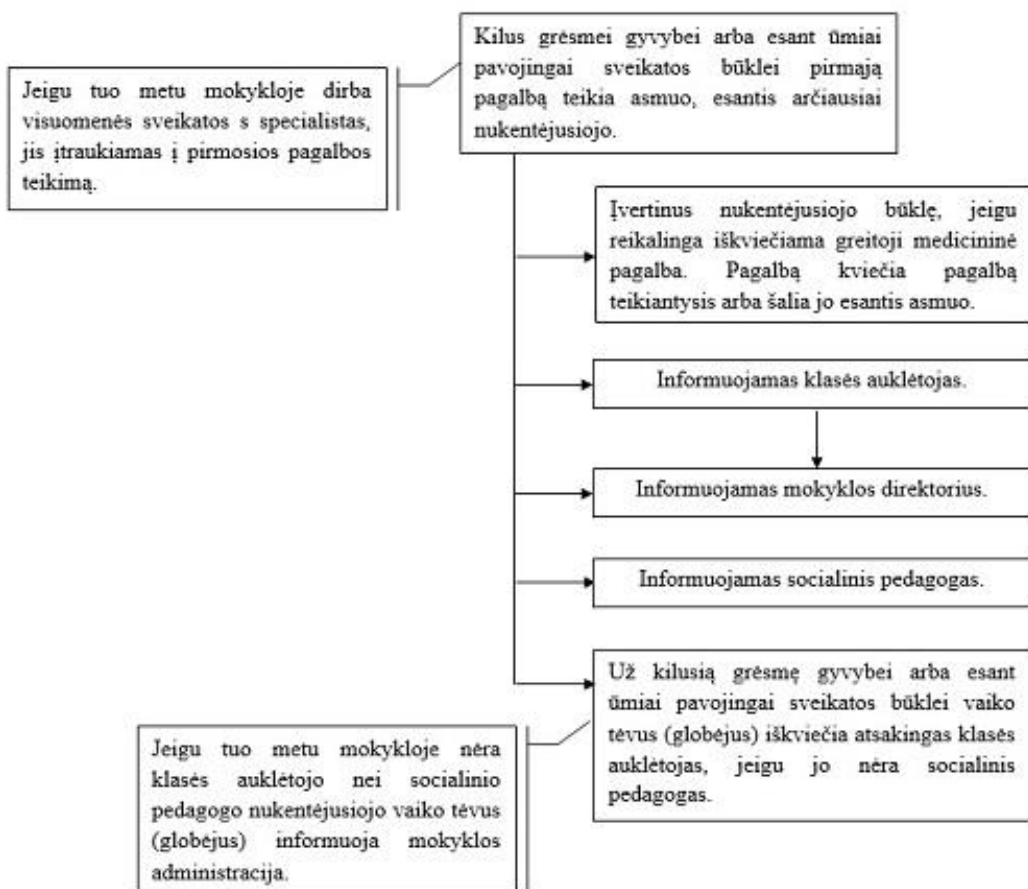 Kilus grėsmei gyvybei arba esant ūmiai
pavojingai sveikatos būklei pirmąją
pagalbą teikia asmuo, esantis arčiausiai
nukentėjusiojo.
Jeigu tuo metu mokykloje dirba
visuomenės sveikatos s specialistas,
jis įtraukiamas į pirmosios pagalbos
teikimą.
Įvertinus nukentėjusiojo būklę, jeigu
reikalinga iškviečiama greitoji medicininė
pagalba. Pagalbą kviečia pagalbą
teikiantysis arba šalia jo esantis asmuo.
Informuojamas klasės auklėtojas.
Informuojamas mokyklos direktorius.
Informuojamas socialinis pedagogas.
Už kilusią grėsmę gyvybei arba esant
ūmiai pavojingai sveikatos būklei vaiko
tėvus (globėjus) iškviečia atsakingas klasės
auklėtojas, jeigu jo nėra socialinis
pedagogas.
Jeigu tuo metu mokykloje nėra
klasės auklėtojo nei socialinio
pedagogo nukentėjusiojo vaiko tėvus
(globėjus) informuoja mokyklos
administracija.